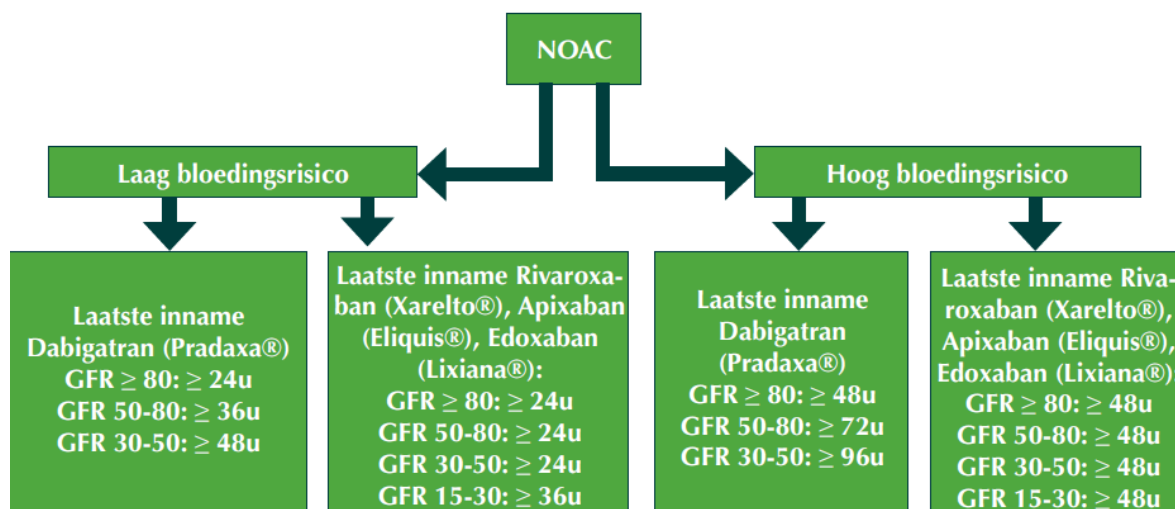 NOAC
Laag bloedingsrisico
Hoog bloedingsrisico
Laatste inname
Dabigatran (Pradaxa®)
GFR ≥ 80: ≥ 24u
GFR 50-80: ≥ 36u
GFR 30-50: ≥ 48u
Laatste inname Rivaroxa-
ban (Xarelto®), Apixaban
(Eliquis®), Edoxaban
(Lixiana®):
GFR ≥ 80: ≥ 24u
GFR 50-80: ≥ 24u
GFR 30-50: ≥ 24u
GFR 15-30: ≥ 36u
Laatste inname
Dabigatran
(Pradaxa®)
GFR ≥ 80: ≥ 48u
GFR 50-80: ≥ 72u
GFR 30-50: ≥ 96u
Laatste inname Riva-
roxaban (Xarelto®),
Apixaban (Eliquis®),
Edoxaban (Lixiana®):
GFR ≥ 80: ≥ 48u
GFR 50-80: ≥ 48u
GFR 30-50: ≥ 48u
GFR 15-30: ≥ 48u